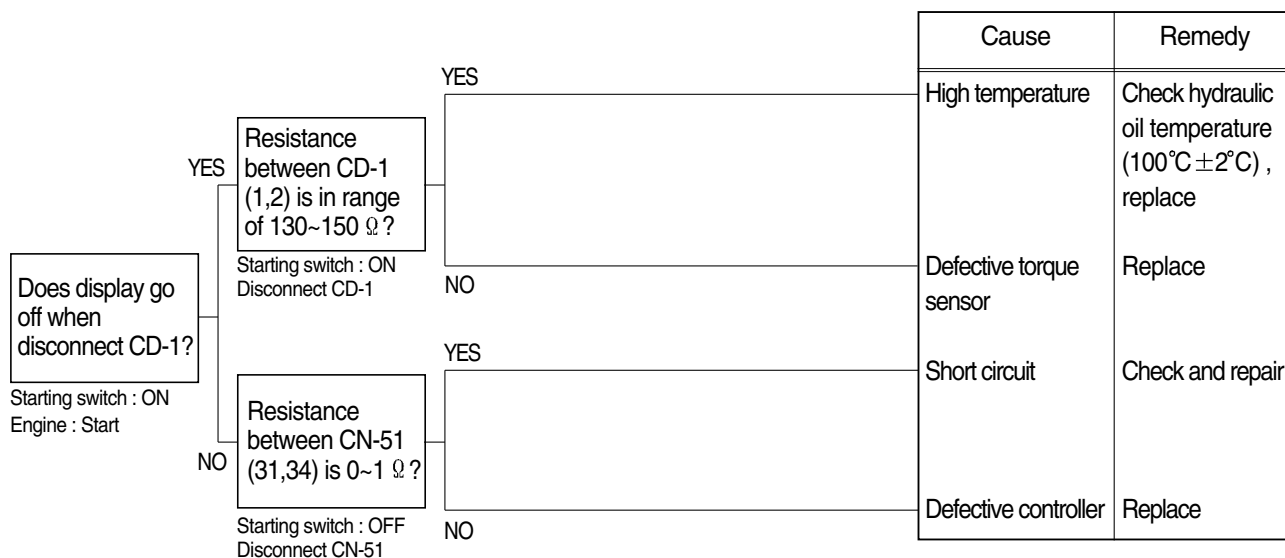 Cause
Remedy
YES
High temperature
Check hydraulic
oil temperature
(100℃±2℃) ,
replace
YES
Resistance
between CD-1
(1,2) is in range
of 130~150 Ω?
Starting switch : ON
Disconnect CD-1
NO
Defective torque
sensor
Replace
Does display go
off when
disconnect CD-1?
Starting switch : ON
Engine : Start
YES
Short circuit
Check and repair
NO
Resistance
between CN-51
(31,34) is 0~1 Ω?
Starting switch : OFF
Disconnect CN-51
NO
Defective controller
Replace